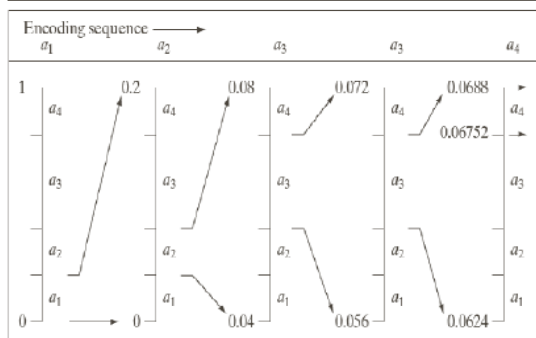 Encoding sequence
a1 a2 a3 a3 a4
1 0.2 0.08 0.072 0.0688
a4 a4 a4 a4 a4
0.06752
a3 a3 a3 a3 a3
a2 a2 a2 a2 a2
a1 a1 a1 a1 a1
0 0 0.04 0.056 0.0624